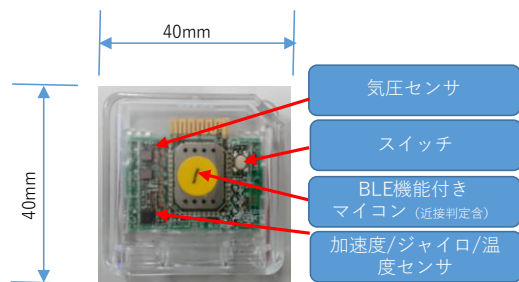 40mm
40mm
気圧センサ
スイッチ
BLE機能付き
マイコン（近接判定含）
加速度/ジャイロ/温
度センサ